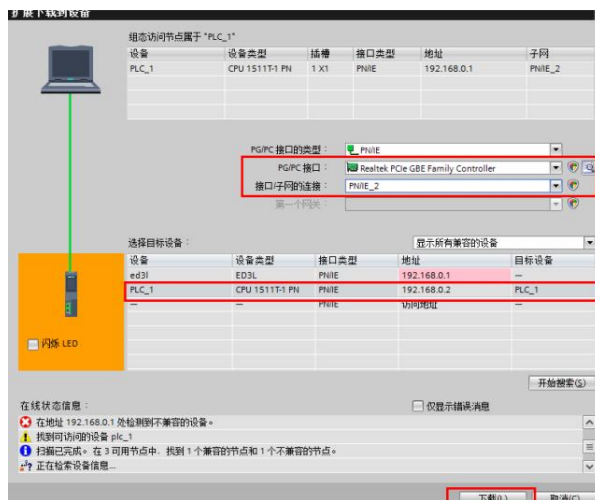 扩展下载到设备
组态访问节点属于 "PLC_1"
设备 设备类型 插槽 接口类型 地址 子网
PLC_1 CPU 1511T-1 PN 1 X1 PN/IE 192.168.0.1 PN/IE_2
PG/PC 接口的类型： PN/IE
PG/PC 接口： Realtek PCIe GBE Family Controller
接口/子网的连接： PN/IE_2
第一个网关：
选择目标设备： 显示所有兼容的设备
设备 设备类型 接口类型 地址 目标设备
ed3l ED3L PN/IE 192.168.0.1 —
PLC_1 CPU 1511T-1 PN PN/IE 192.168.0.2 PLC_1
— — PN/IE 访问地址 —
闪烁 LED
开始搜索(S)
在线状态信息： 仅显示错误消息
在地址 192.168.0.1 处检测到不兼容的设备。
找到可访问的设备 plc_1
扫描已完成。在 3 可用节点中，找到 1 个兼容的节点和 1 个不兼容的节点。
正在检索设备信息...
下载(L) 取消(C)